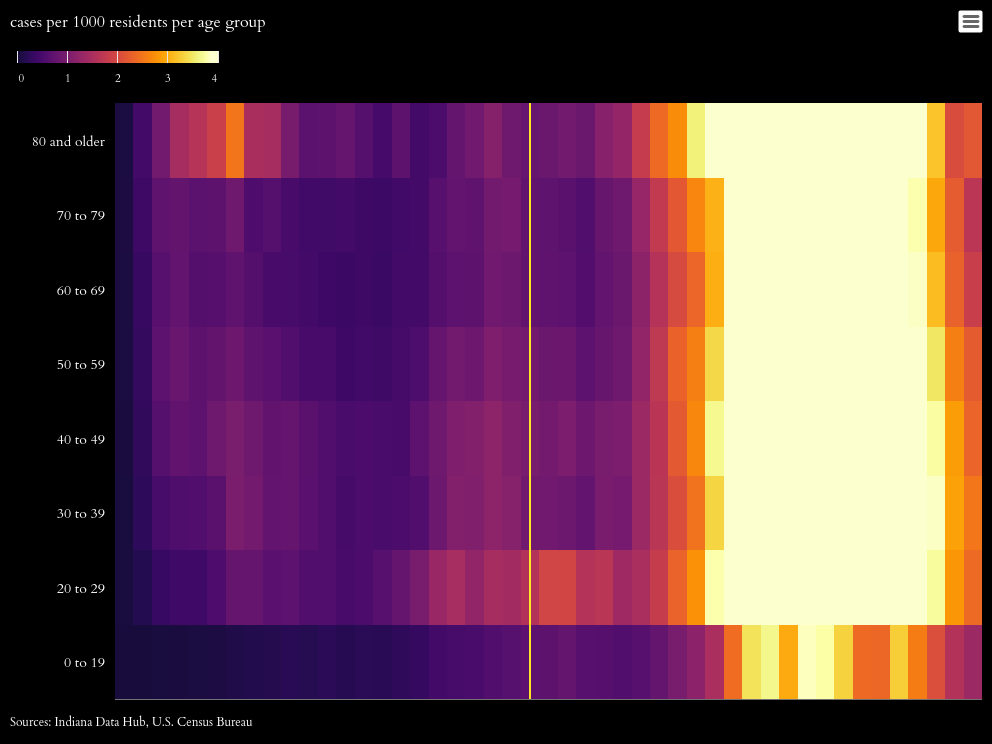 cases per 1000 residents per age group
0 1 2 3 4
80 and older
70 to 79
60 to 69
50 to 59
40 to 49
30 to 39
20 to 29
0 to 19
Sources: Indiana Data Hub, U.S. Census Bureau